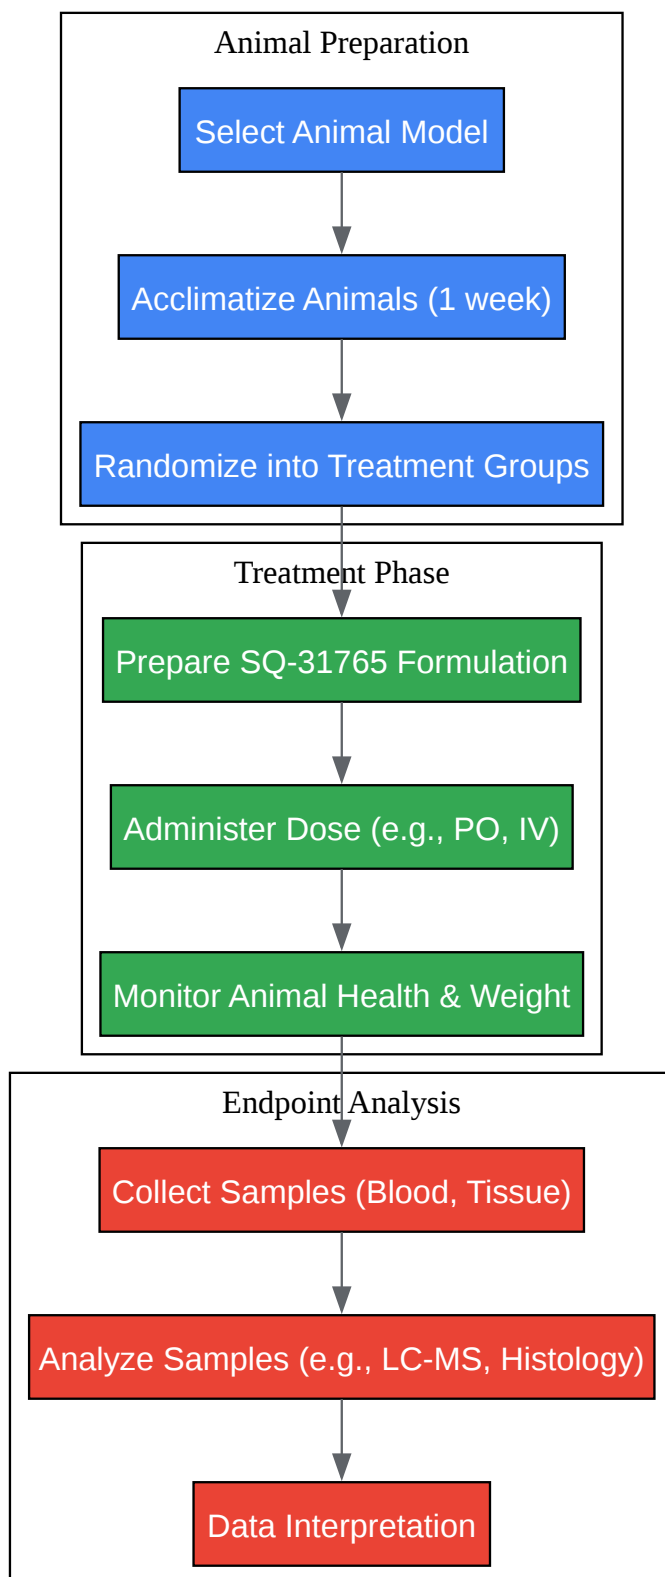 Animal Preparation
Select Animal Model
Acclimatize Animals (1 week)
Randomize into Treatment Groups
Treatment Phase
Prepare SQ-31765 Formulation
Administer Dose (e.g., PO, IV)
Monitor Animal Health & Weight
Endpoint Analysis
Collect Samples (Blood, Tissue)
Analyze Samples (e.g., LC-MS, Histology)
Data Interpretation